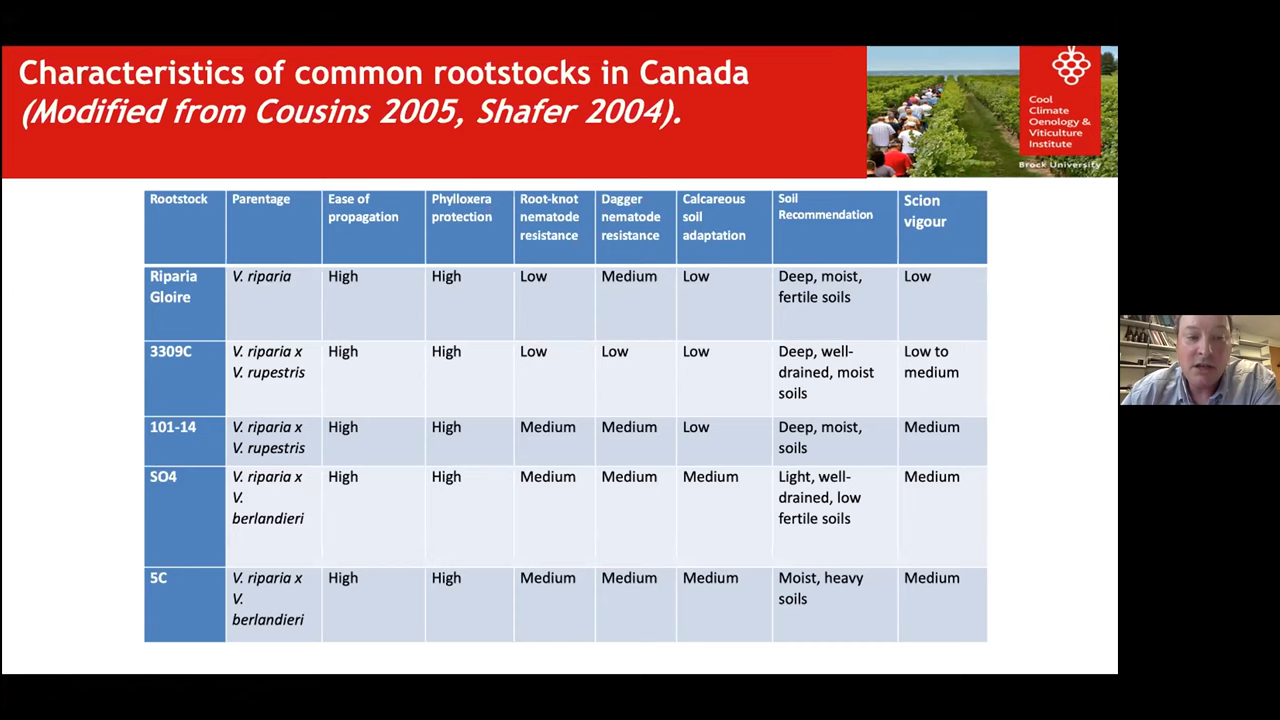 Characteristics of common rootstocks in Canada
(Modified from Cousins 2005, Shafer 2004).
Cool
Climate
Oenology &
Viticulture
Institute
Brock University
Rootstock
Parentage
Ease of
propagation
Phylloxera
protection
Root-knot
nematode
resistance
Dagger
nematode
resistance
Calcareous
soil
adaptation
Soil
Recommendation
Scion
vigour
Riparia
Gloire
V. riparia
High
High
Low
Medium
Low
Deep, moist,
fertile soils
Low
3309C
V. riparia x
V. rupestris
High
High
Low
Low
Low
Deep, well-
drained, moist
soils
Low to
medium
101-14
V. riparia x
V. rupestris
High
High
Medium
Medium
Low
Deep, moist,
soils
Medium
SO4
V. riparia x
V.
berlandieri
High
High
Medium
Medium
Medium
Light, well-
drained, low
fertile soils
Medium
5C
V. riparia x
V.
berlandieri
High
High
Medium
Medium
Medium
Moist, heavy
soils
Medium